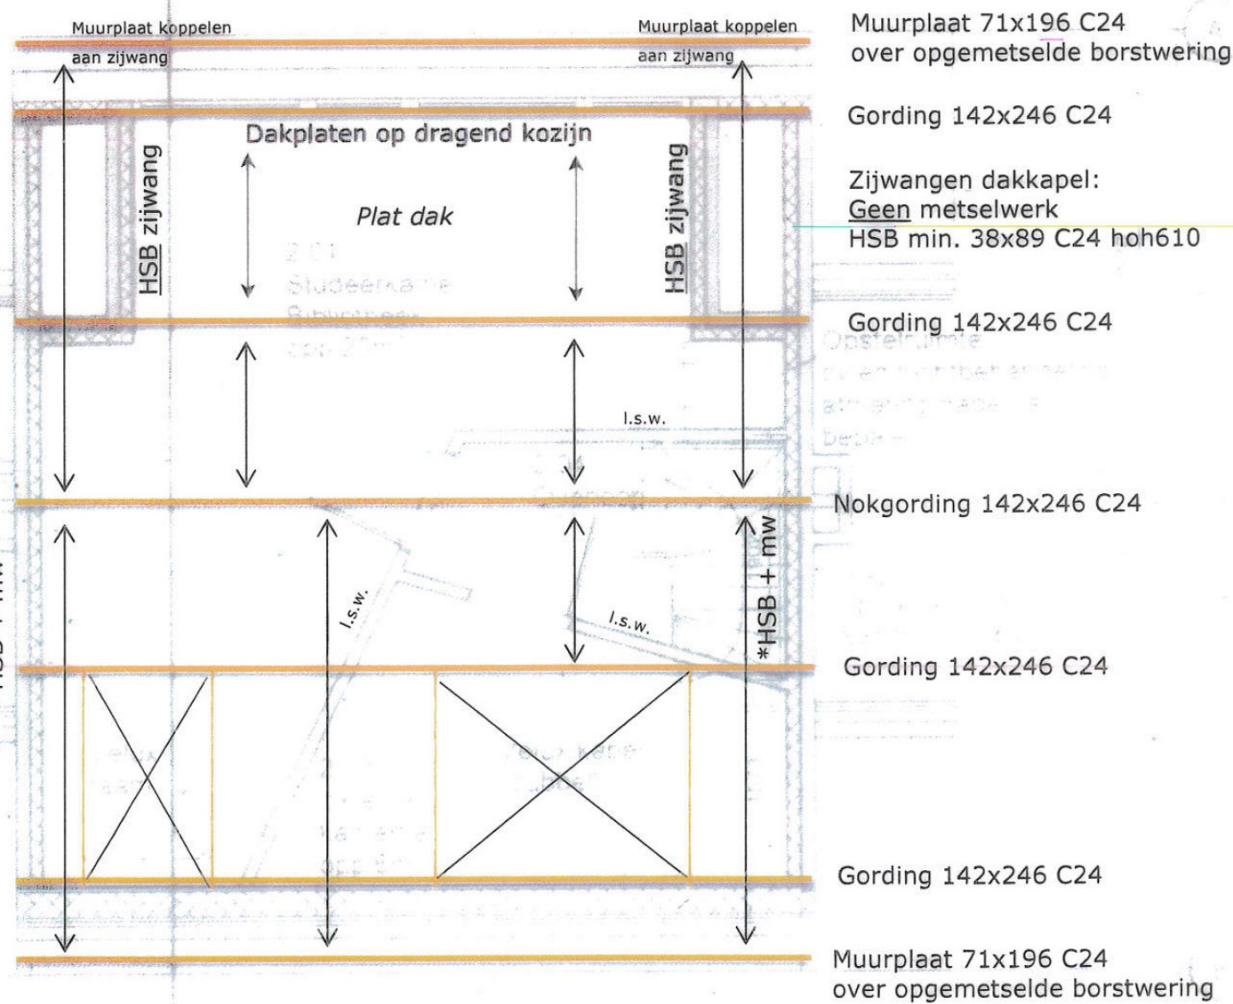 Muurplaat koppelen
aan zijwang
Muurplaat koppelen
aan zijwang
Muurplaat 71x196 C24
over opgemetselde borstwering
Gording 142x246 C24
Dakplaten op dragend kozijn
HSB zijwang
Plat dak
HSB zijwang
Zijwangen dakkapel:
Geen metselwerk
HSB min. 38x89 C24 hoh610
Studeerkame
Gording 142x246 C24
Opstelruimte
l.s.w.
Nokgording 142x246 C24
l.s.w.
l.s.w.
*HSB + mw
Gording 142x246 C24
Gording 142x246 C24
Muurplaat 71x196 C24
over opgemetselde borstwering